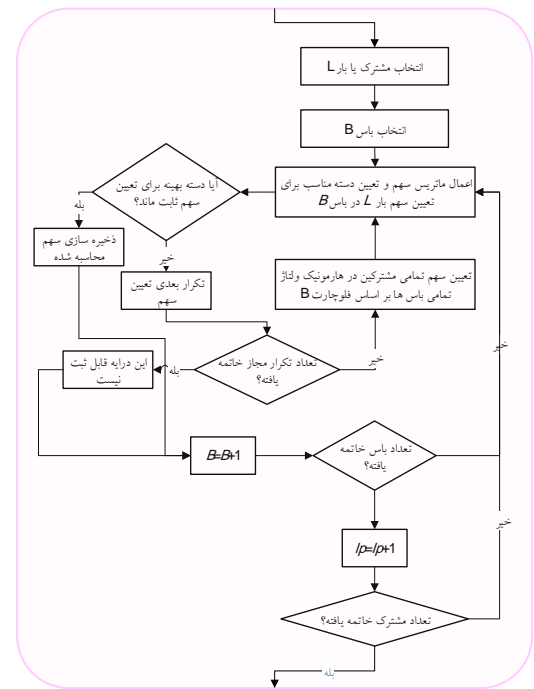 انتخاب مشترک یا بار L
انتخاب باس B
اعمال ماتریس سهم و تعیین دسته مناسب برای
تعیین سهم بار L در باس B
آیا دسته بهینه برای تعیین
سهم ثابت ماند؟
بله
ذخیره سازی سهم
محاسبه شده
خیر
تکرار بعدی تعیین
سهم
تعیین سهم تمامی مشترکین در هارمونیک ولتاژ
تمامی باس ها بر اساس فلوچارت B
تعداد تکرار مجاز خاتمه
یافته؟
خیر
بله
این درایه قابل ثبت
نیست
خیر
B=B+1
تعداد باس خاتمه
یافته؟
خیر
lp=lp+1
تعداد مشترک خاتمه یافته؟
بله